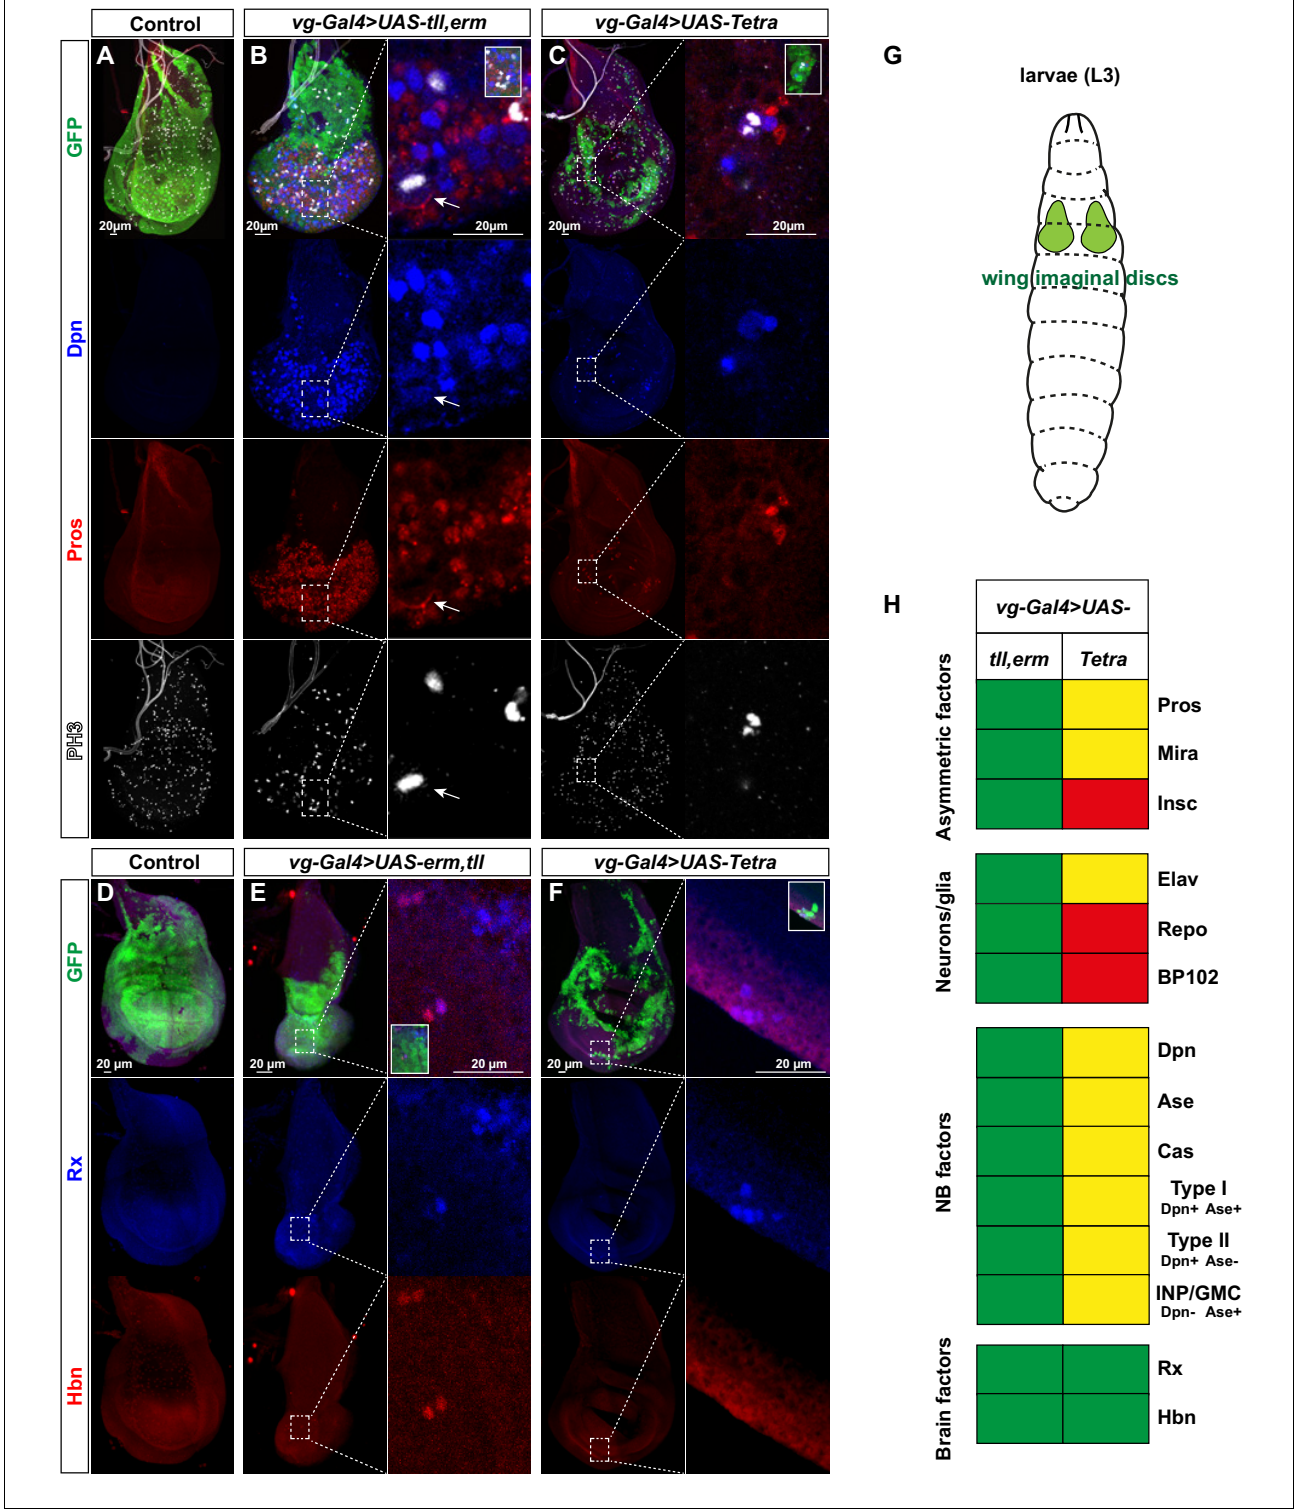 Control
vg-Gal4>UAS-tll,erm
vg-Gal4>UAS-Tetra
A
B
C
GFP
20µm
20µm
20µm
20µm
20µm
Dpn
Pros
PH3
Control
vg-Gal4>UAS-erm,tll
vg-Gal4>UAS-Tetra
D
E
F
GFP
20 µm
20 µm
20 µm
20 µm
20 µm
Rx
Hbn
G
larvae (L3)
wing imaginal discs
H
vg-Gal4>UAS-
tll,erm
Tetra
Asymmetric factors
Pros
Mira
Insc
Neurons/glia
Elav
Repo
BP102
NB factors
Dpn
Ase
Cas
Type I
Dpn+ Ase+
Type II
Dpn+ Ase-
INP/GMC
Dpn- Ase+
Brain factors
Rx
Hbn